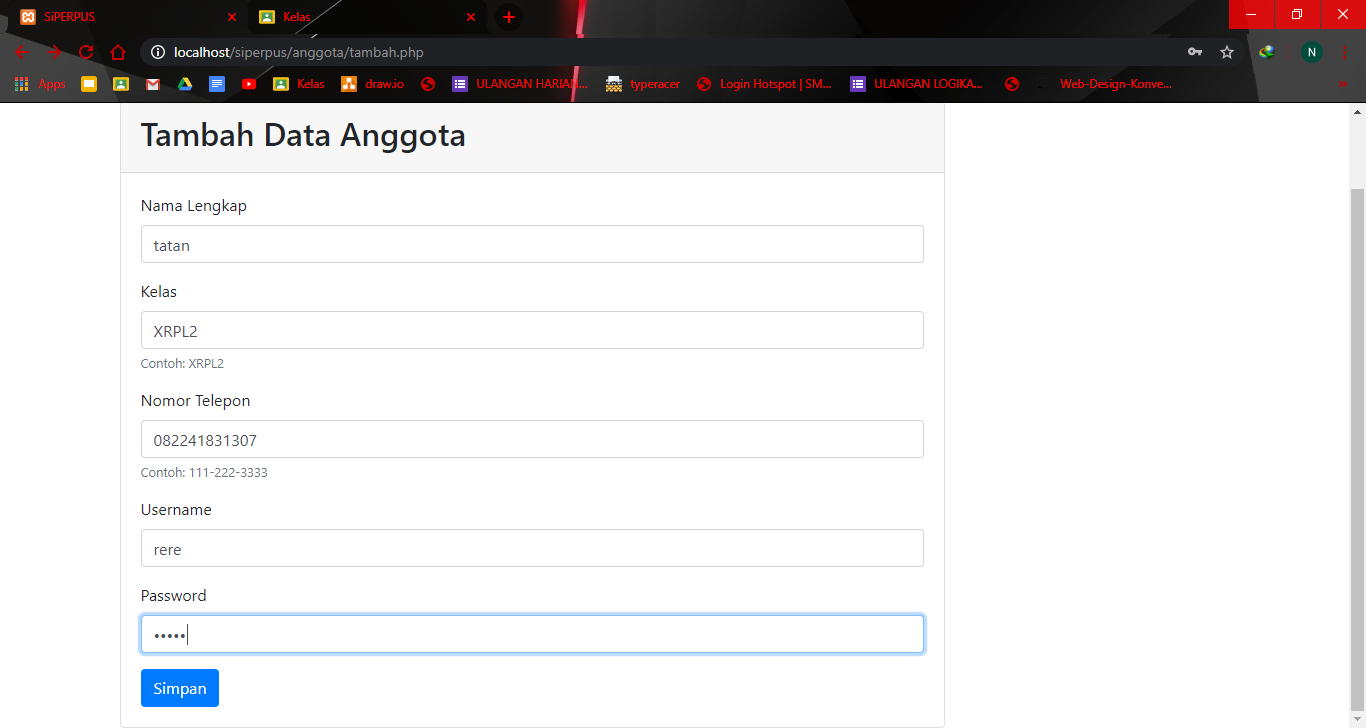 SiPERPUS
Kelas
localhost/siperpus/anggota/tambah.php
N
Apps
Kelas
draw.io
ULANGAN HARIAN...
typeracer
Login Hotspot | SM...
ULANGAN LOGIKA...
Web-Design-Konve...
Tambah Data Anggota
Nama Lengkap
tatan
Kelas
XRPL2
Contoh: XRPL2
Nomor Telepon
082241831307
Contoh: 111-222-3333
Username
rere
Password
•••••
Simpan